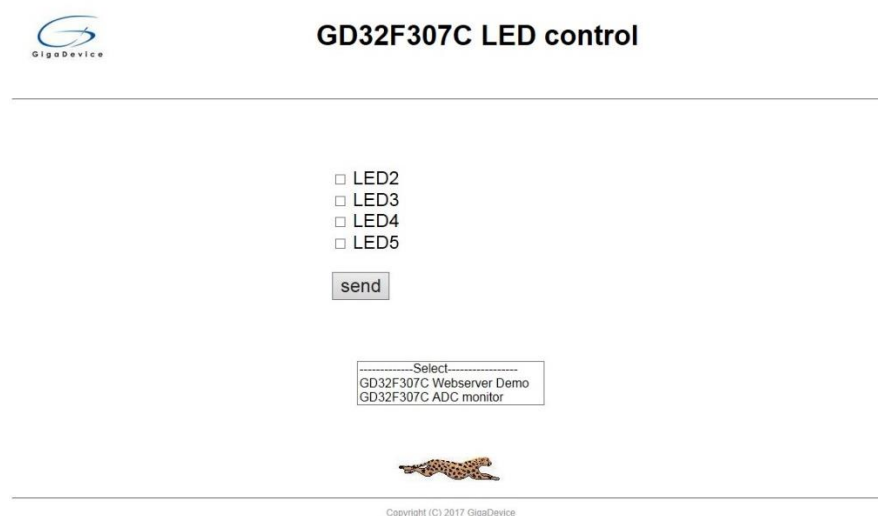 GigaDevice
GD32F307C LED control
LED2
LED3
LED4
LED5
send
-------------Select-----------------
GD32F307C Webserver Demo
GD32F307C ADC monitor
Copyright (C) 2017 GigaDevice